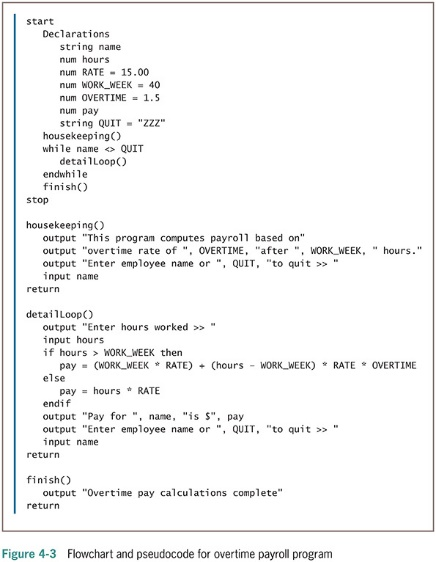 start
Declarations
string name
num hours
num RATE = 15.00
num WORK_WEEK = 40
num OVERTIME = 1.5
num pay
string QUIT = "ZZZ"
housekeeping()
while name <> QUIT
detailLoop()
endwhile
finish()
stop
housekeeping()
output "This program computes payroll based on"
output "overtime rate of ", OVERTIME, "after ", WORK_WEEK, " hours."
output "Enter employee name or ", QUIT, "to quit >> "
input name
return
detailLoop()
output "Enter hours worked >> "
input hours
if hours > WORK_WEEK then
pay = (WORK_WEEK * RATE) + (hours - WORK_WEEK) * RATE * OVERTIME
else
pay = hours * RATE
endif
output "Pay for ", name, "is $", pay
output "Enter employee name or ", QUIT, "to quit >> "
input name
return
finish()
output "Overtime pay calculations complete"
return
Figure 4-3 Flowchart and pseudocode for overtime payroll program